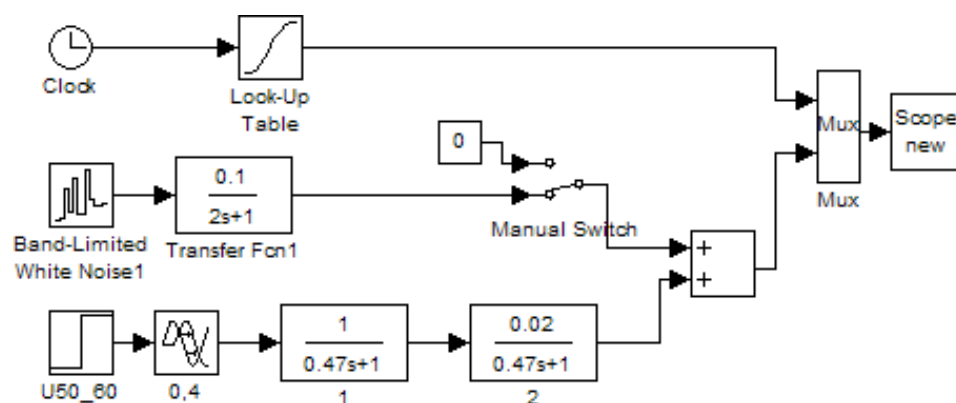 Clock
Look-Up
Table
0
Mux
Mux
Scope
new
Band-Limited
White Noise1
0.1
2s+1
Transfer Fcn1
Manual Switch
+
+
U50_60
0,4
1
0.47s+1
1
0.02
0.47s+1
2